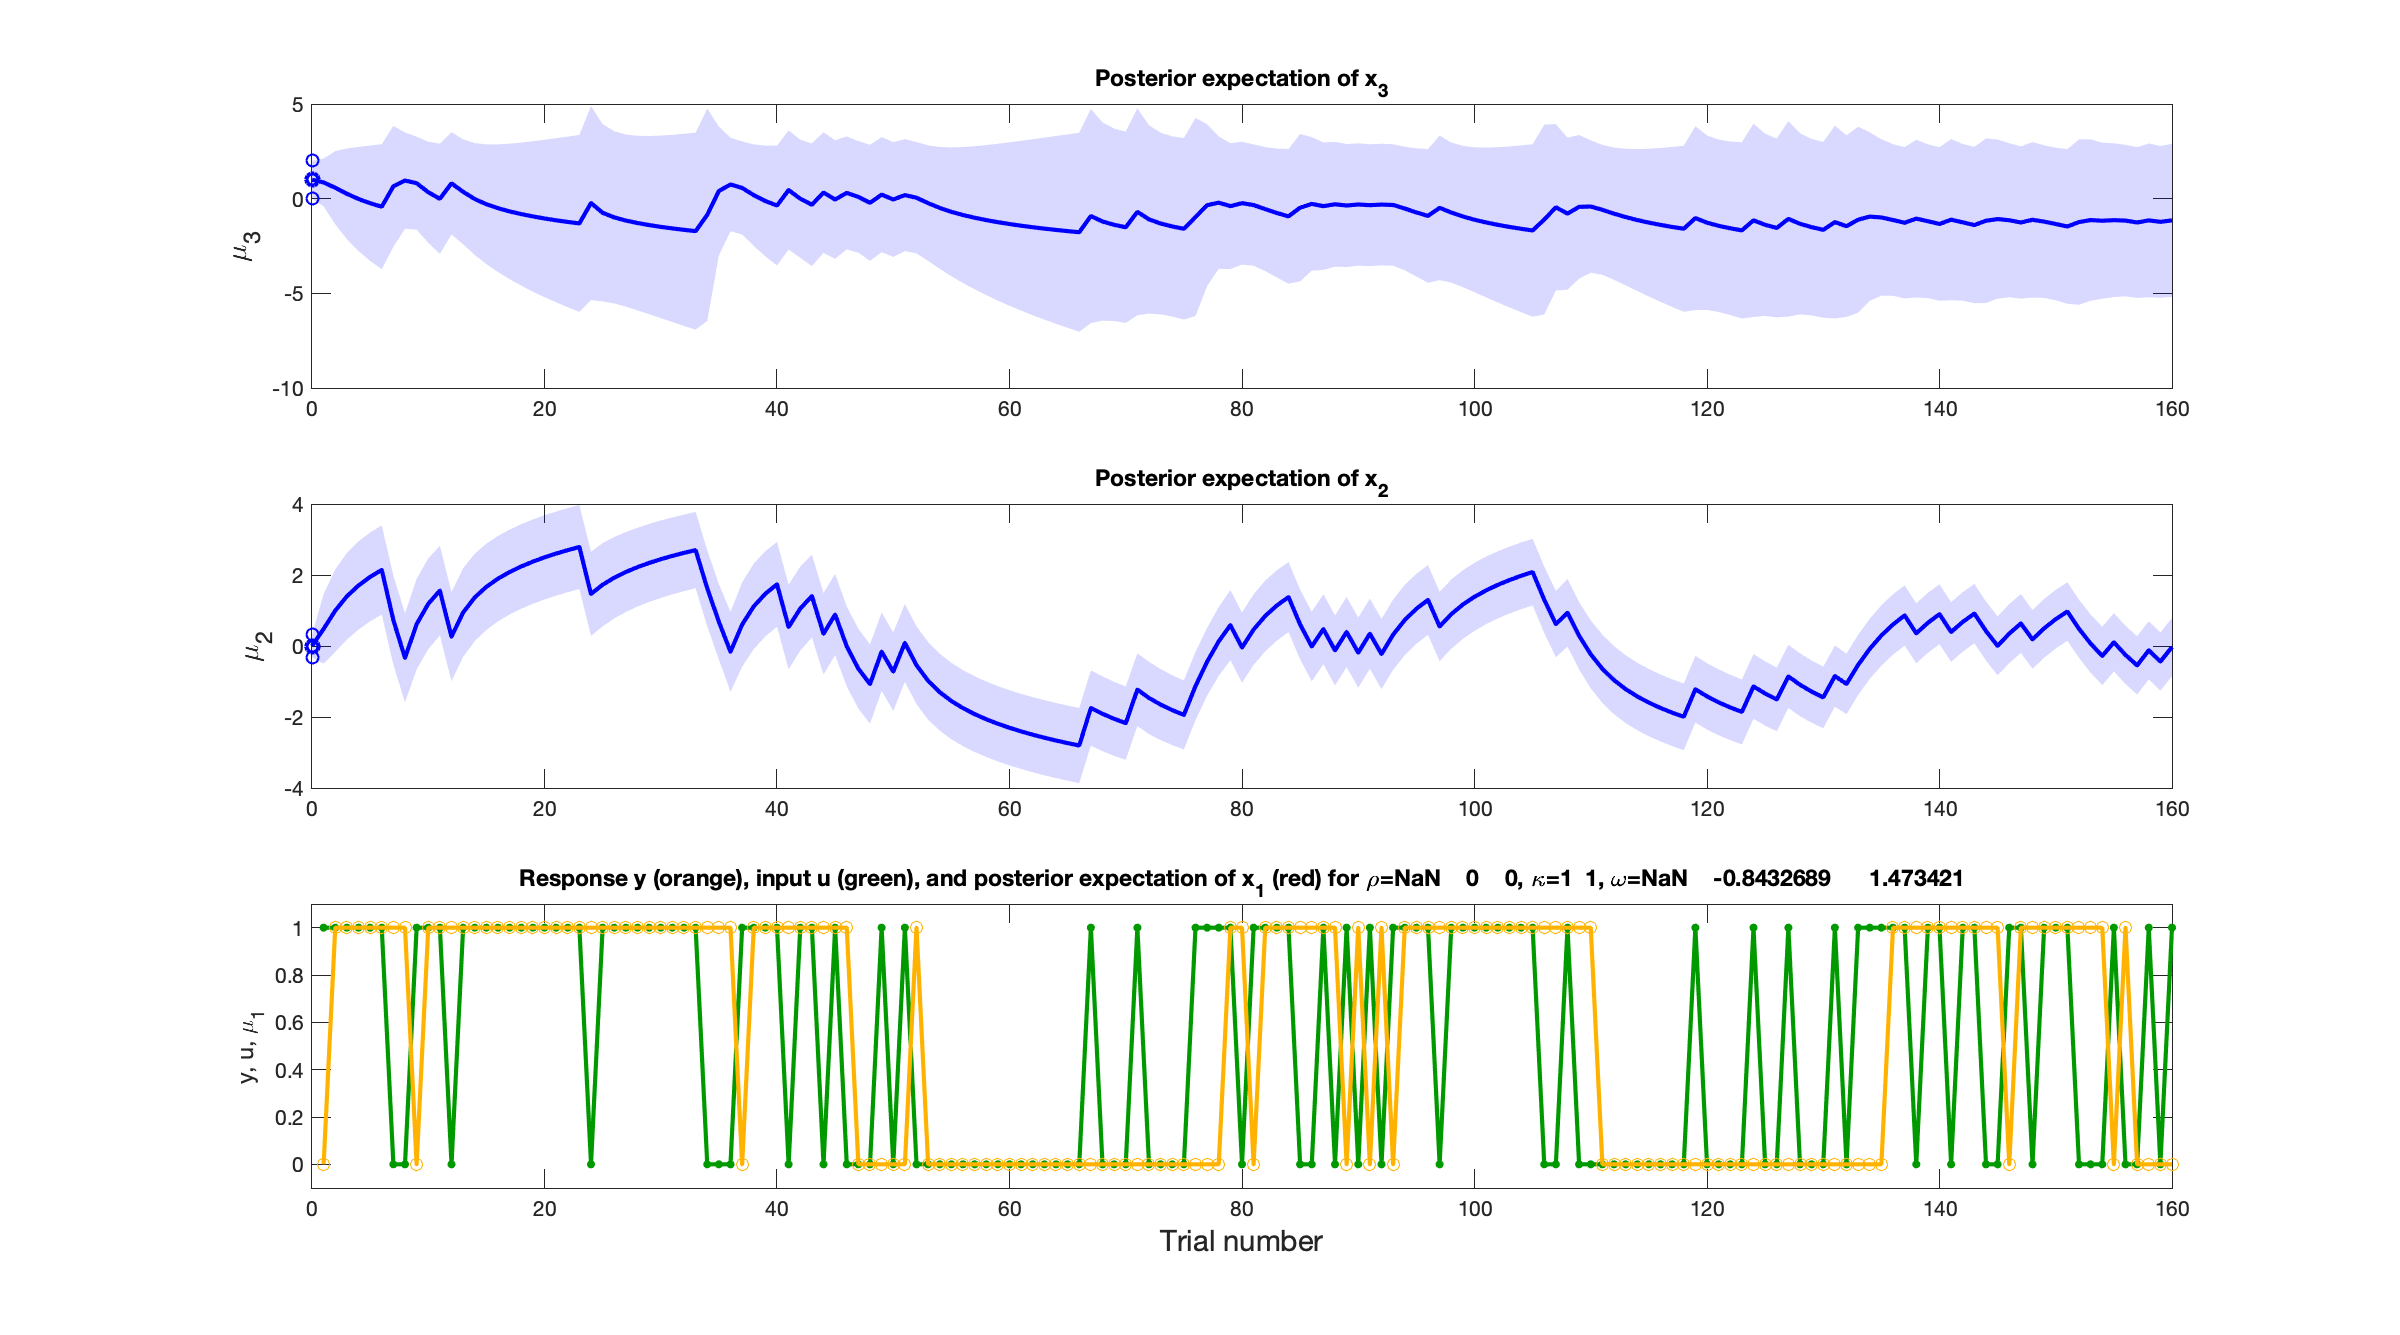 Posterior expectation of x3
5
0
-5
-10
μ3
0 20 40 60 80 100 120 140 160
Posterior expectation of x2
4
2
0
-2
-4
μ2
0 20 40 60 80 100 120 140 160
Response y (orange), input u (green), and posterior expectation of x1 (red) for ρ=NaN 0 0, κ=1 1, ω=NaN -0.8432689 1.473421
1
0.8
0.6
0.4
0.2
0
y, u, μ1
0 20 40 60 80 100 120 140 160
Trial number